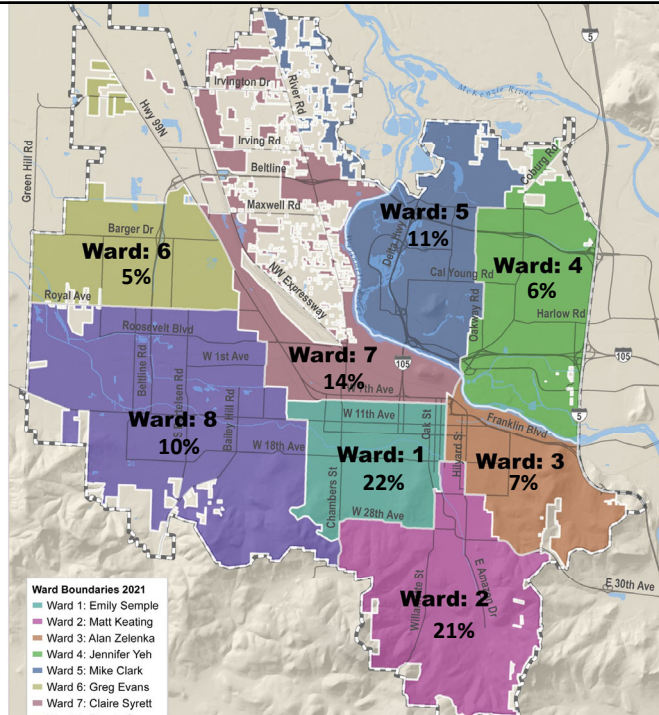 5
Irvington Dr
River Rd
McKenzie River
Hwy 99N
Green Hill Rd
Irving Rd
Beltline
Coburg Rd
Maxwell Rd
Ward: 5
11%
Delta Hwy
Barger Dr
Ward: 6
5%
Cal Young Rd
Ward: 4
6%
NW Expressway
Oakway Rd
Royal Ave
Harlow Rd
Roosevelt Blvd
W 1st Ave
Ward: 7
14%
105
105
Beltline Rd
Bailey Hill Rd
W 11th Ave
Oak St
5
Franklin Blvd
Ward: 8
10%
W 18th Ave
Ward: 1
22%
Hilyard St
Ward: 3
7%
Chambers St
W 28th Ave
E 30th Ave
Ward: 2
21%
E Amazon Dr
Ward Boundaries 2021
Ward 1: Emily Semple
Ward 2: Matt Keating
Ward 3: Alan Zelenka
Ward 4: Jennifer Yeh
Ward 5: Mike Clark
Ward 6: Greg Evans
Ward 7: Claire Syrett